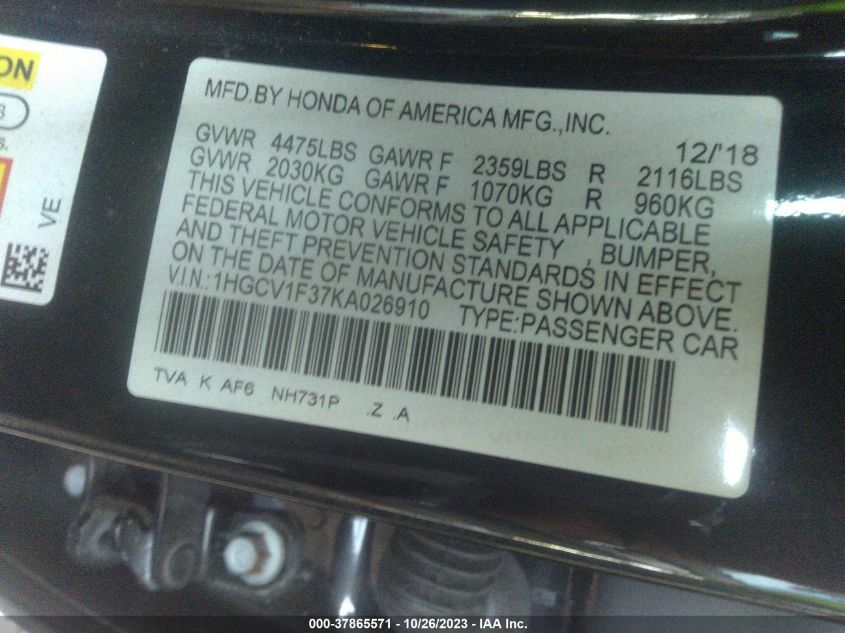 ON
3
s.
VE
MFD.BY HONDA OF AMERICA MFG.,INC.
12/'18
GVWR 4475LBS GAWR F 2359LBS R 2116LBS
GVWR 2030KG GAWR F 1070KG R 960KG
THIS VEHICLE CONFORMS TO ALL APPLICABLE
FEDERAL MOTOR VEHICLE SAFETY , BUMPER,
AND THEFT PREVENTION STANDARDS IN EFFECT
ON THE DATE OF MANUFACTURE SHOWN ABOVE.
V.I.N.:1HGCV1F37KA026910 TYPE:PASSENGER CAR
TVA K AF6 NH731P .Z .A
000-37865571 - 10/26/2023 - IAA Inc.